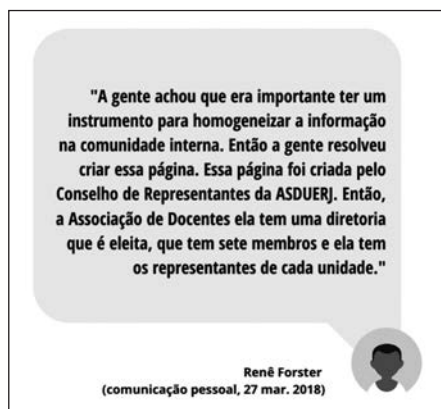 "A gente achou que era importante ter um
instrumento para homogeneizar a informação
na comunidade interna. Então a gente resolveu
criar essa página. Essa página foi criada pelo
Conselho de Representantes da ASDUERJ. Então,
a Associação de Docentes ela tem uma diretoria
que é eleita, que tem sete membros e ela tem
os representantes de cada unidade."
Renê Forster
(comunicação pessoal, 27 mar. 2018)